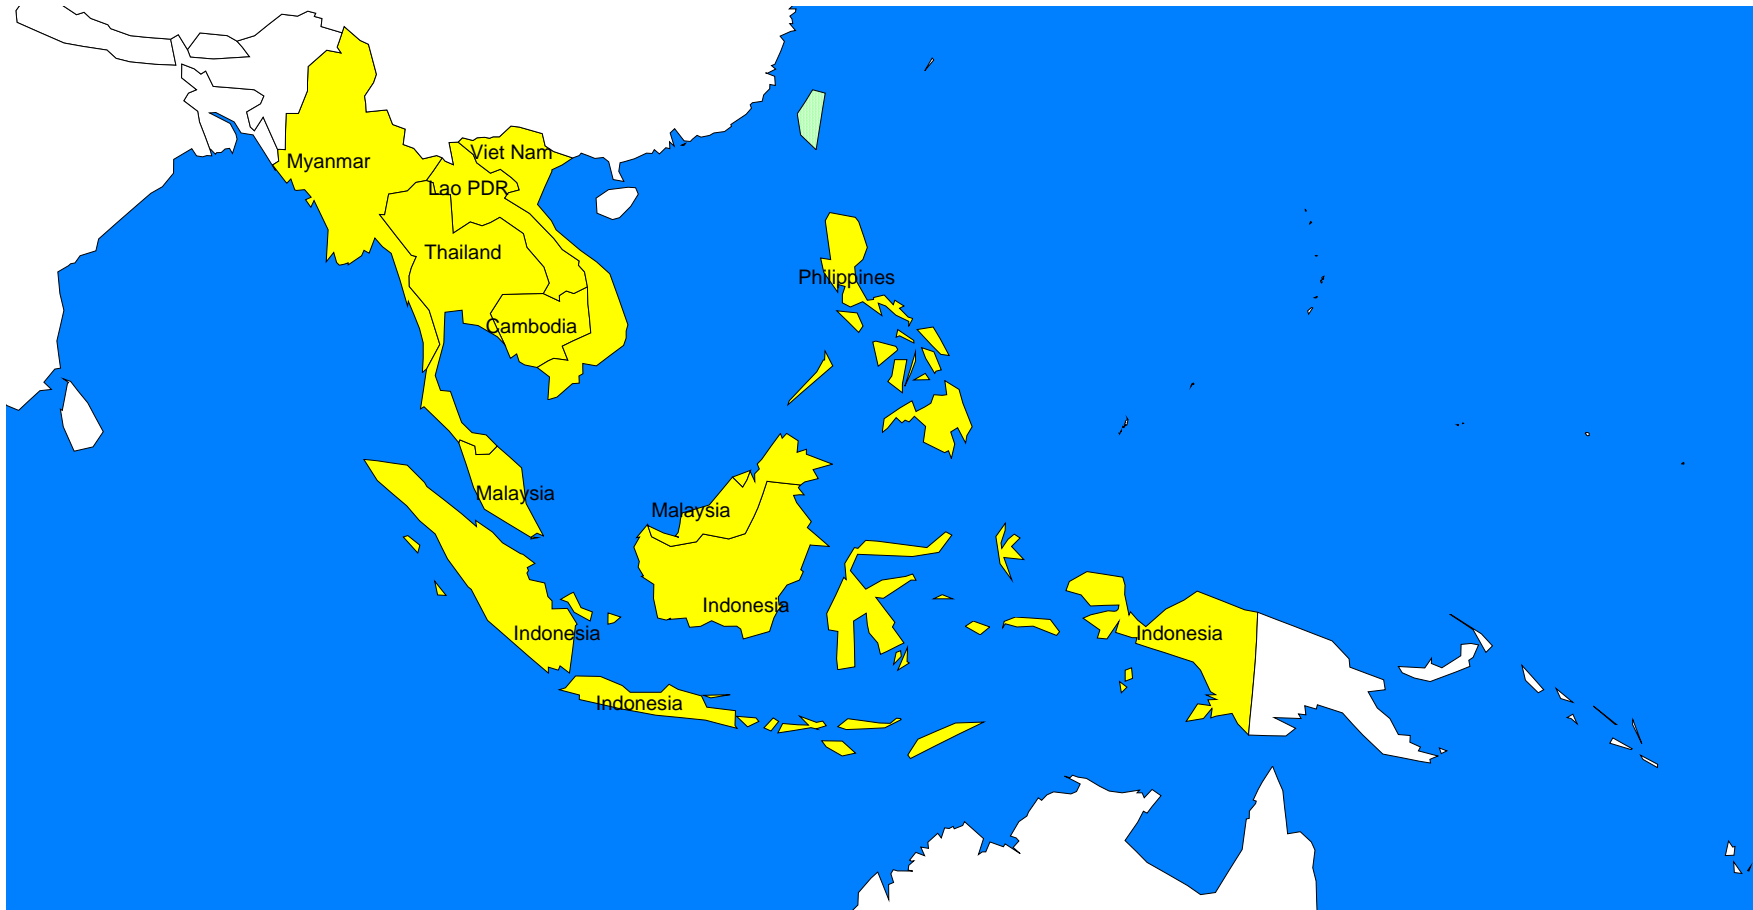 Viet Nam
Myanmar
Lao PDR
Thailand
Philippines
Cambodia
Malaysia
Malaysia
Indonesia
Indonesia
Indonesia
Indonesia